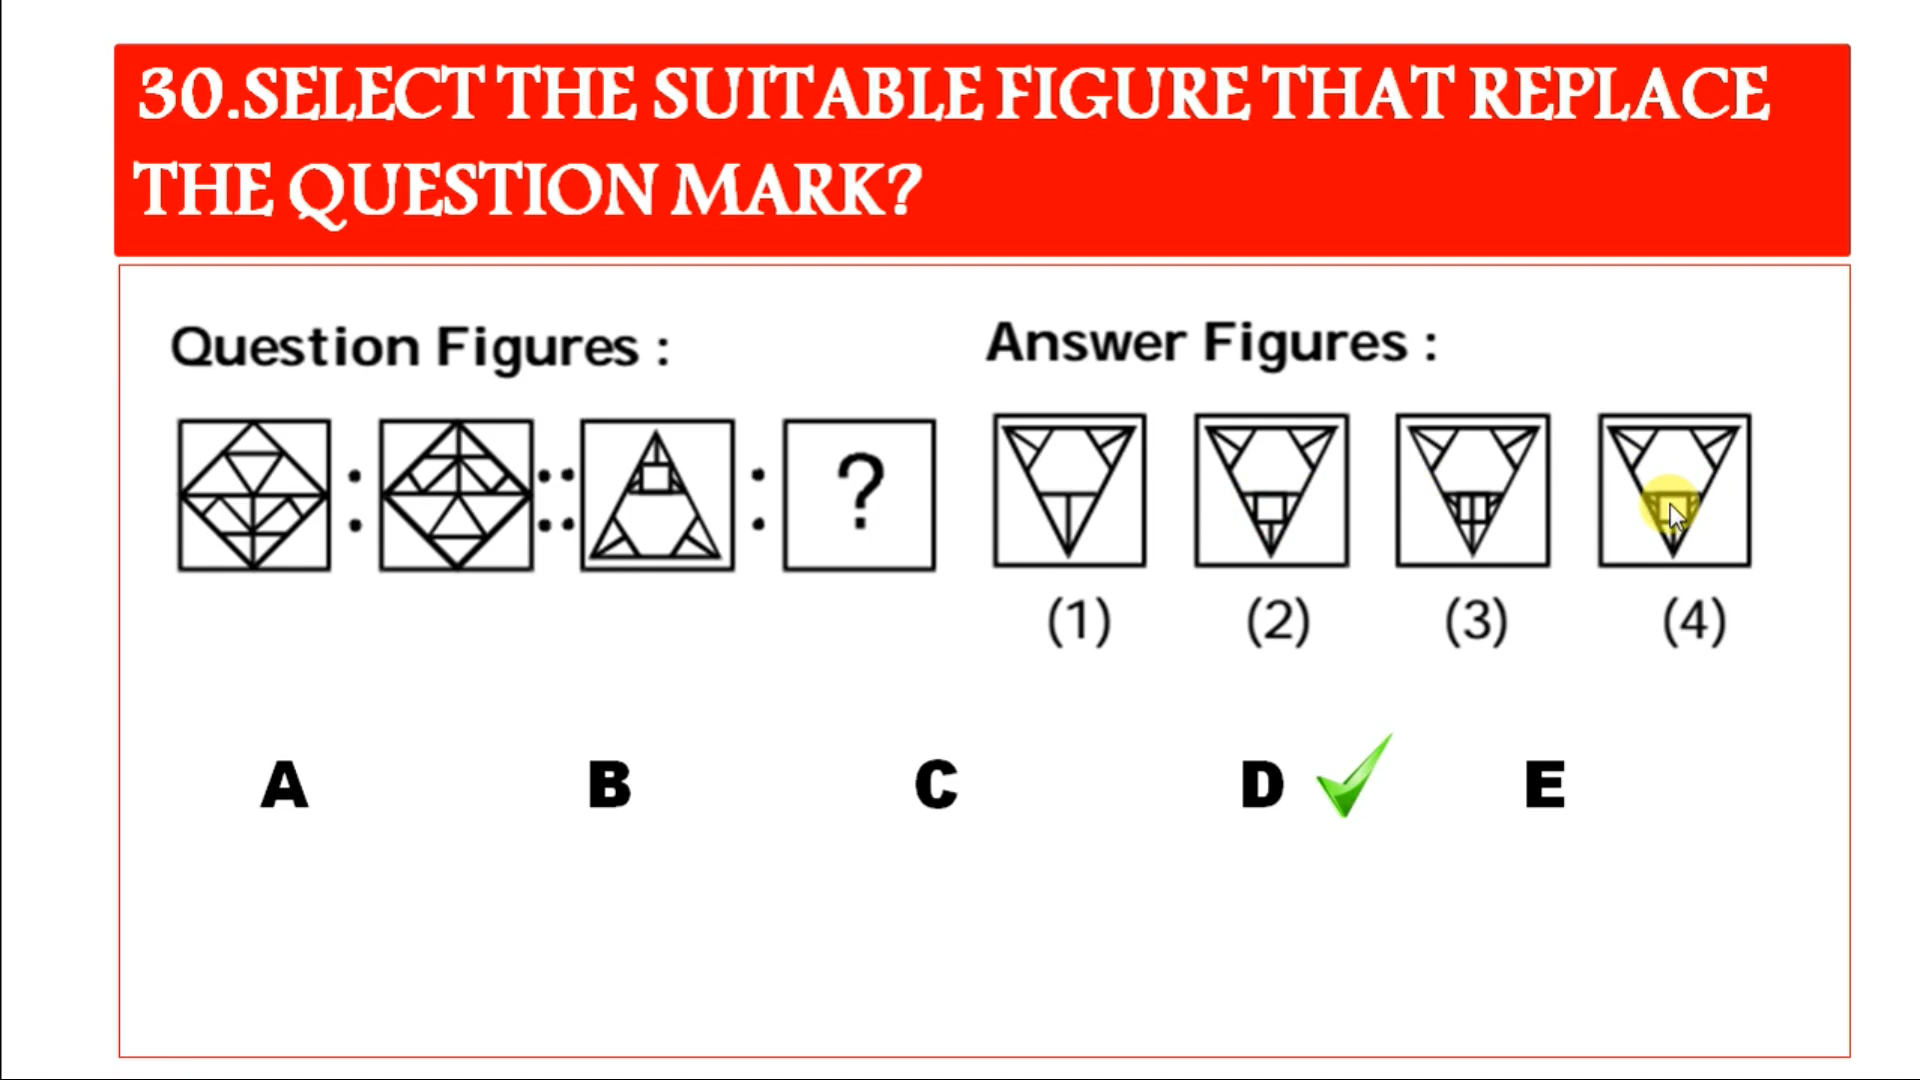 30.SELECT THE SUITABLE FIGURE THAT REPLACE
THE QUESTION MARK?
Question Figures :
Answer Figures :
: :: : ?
(1) (2) (3) (4)
A B C D E